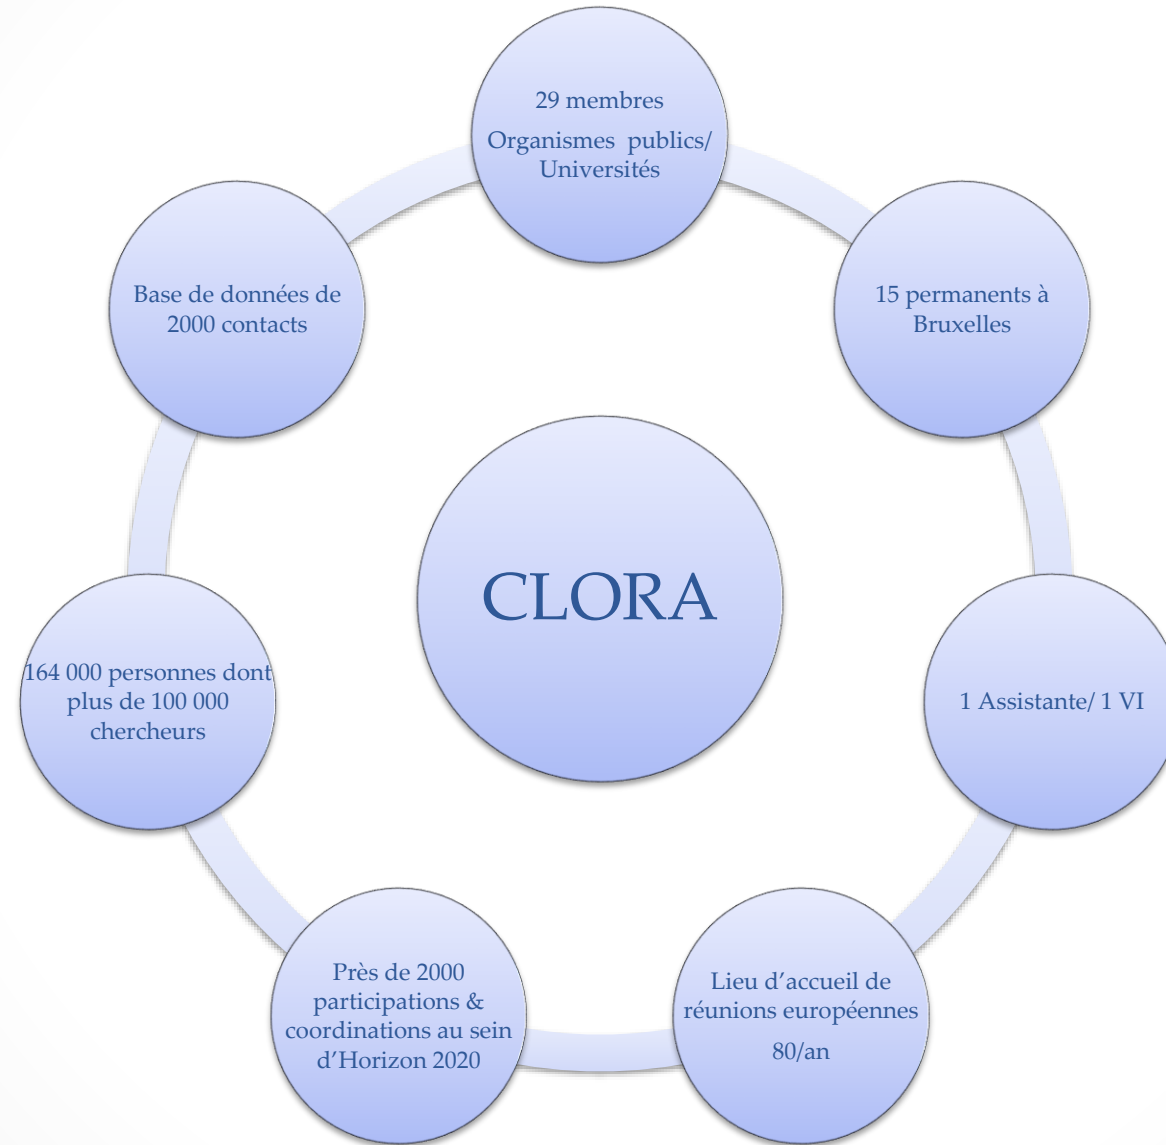 29 membres
Organismes publics/
Universités
15 permanents à
Bruxelles
1 Assistante/ 1 VI
Lieu d’accueil de
réunions européennes
80/an
Près de 2000
participations &
coordinations au sein
d’Horizon 2020
164 000 personnes dont
plus de 100 000
chercheurs
Base de données de
2000 contacts
CLORA